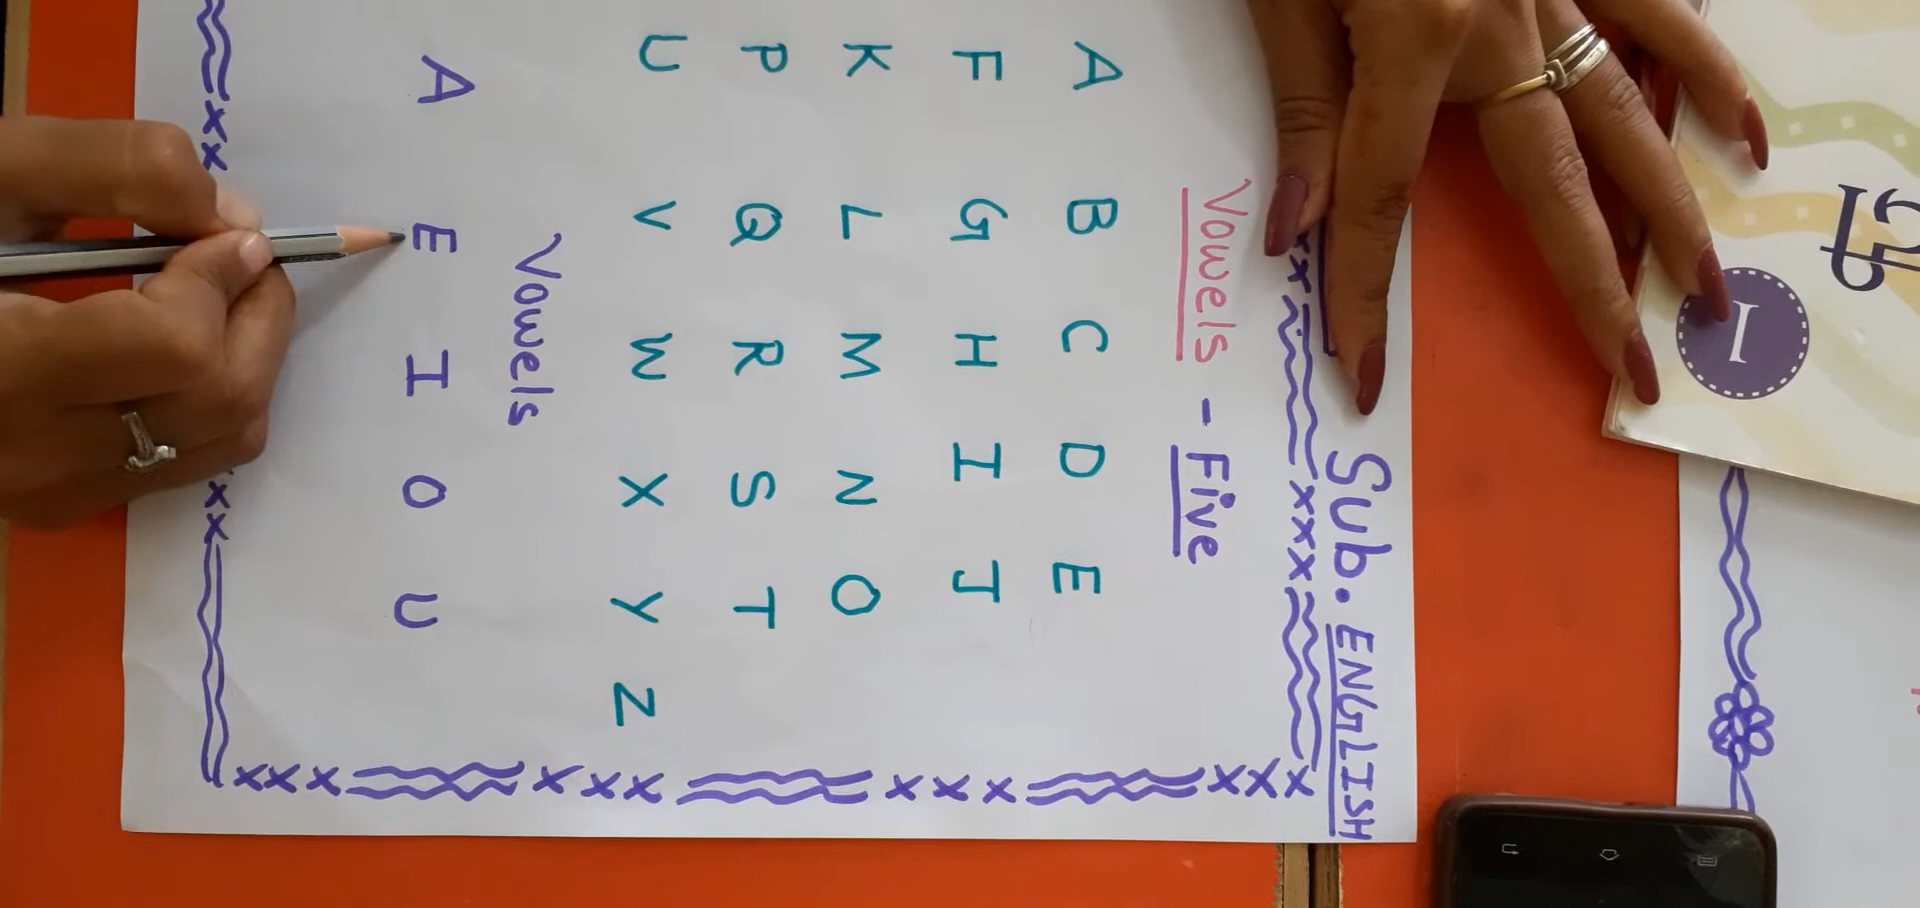 Sub. ENGLISH
Vowels - Five
A B C D E
F G H I J
K L M N O
P Q R S T
U V W X Y Z
Vowels
A E I O U
I